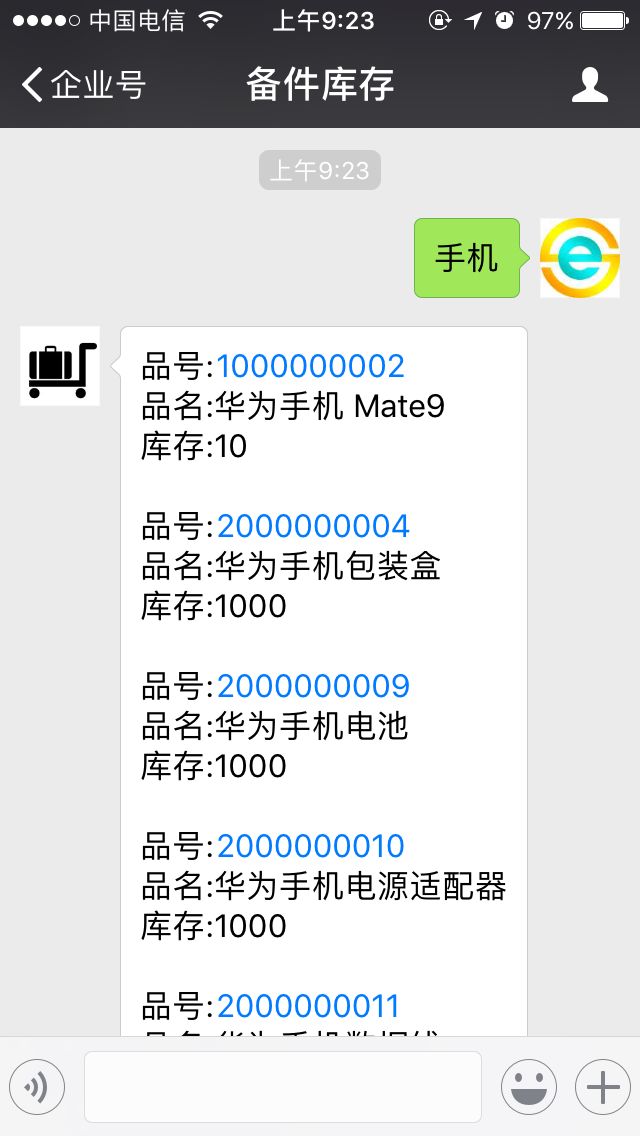 中国电信
上午9:23
97%
企业号
备件库存
上午9:23
手机
品号:1000000002
品名:华为手机 Mate9
库存:10
品号:2000000004
品名:华为手机包装盒
库存:1000
品号:2000000009
品名:华为手机电池
库存:1000
品号:2000000010
品名:华为手机电源适配器
库存:1000
品号:2000000011